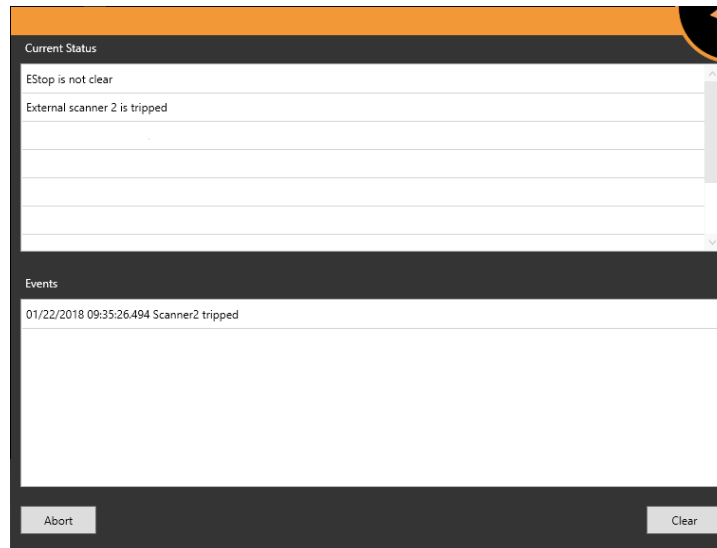 Current Status
EStop is not clear
External scanner 2 is tripped
Events
01/22/2018 09:35:26.494 Scanner2 tripped
Abort
Clear